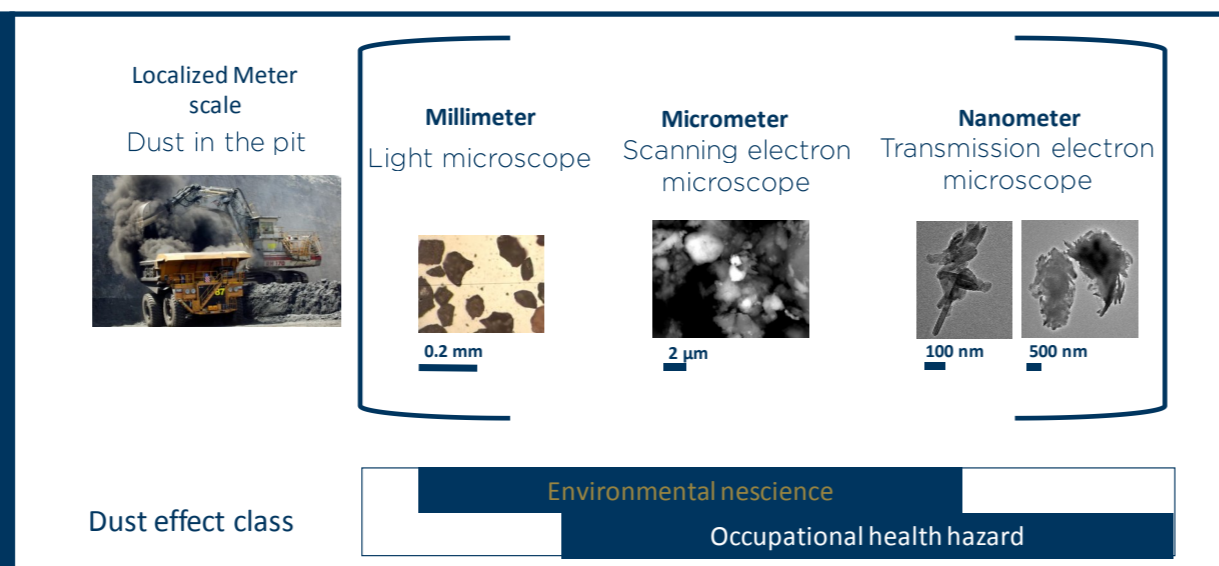 Localized Meter
scale
Dust in the pit
Millimeter
Light microscope
0.2 mm
Micrometer
Scanning electron
microscope
2 µm
Nanometer
Transmission electron
microscope
100 nm
500 nm
67
Dust effect class
Environmental nescience
Occupational health hazard